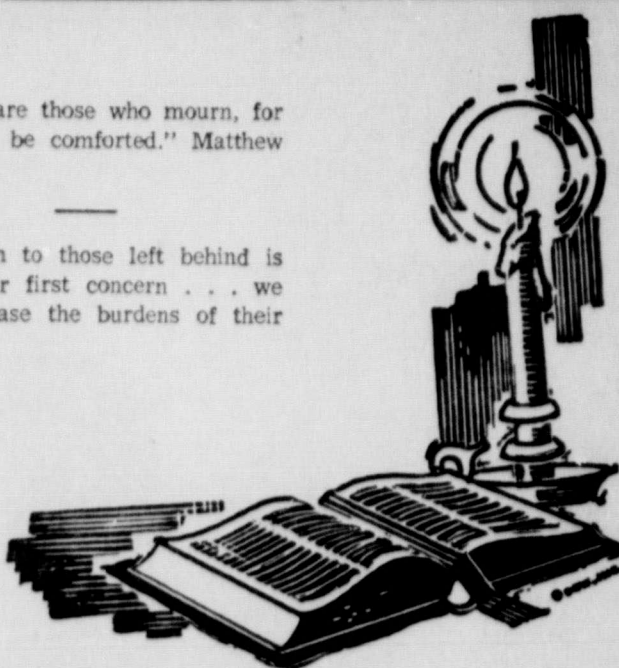 are those who mourn, for
be comforted." Matthew
to those left behind is
first concern . . . we
ase the burdens of their